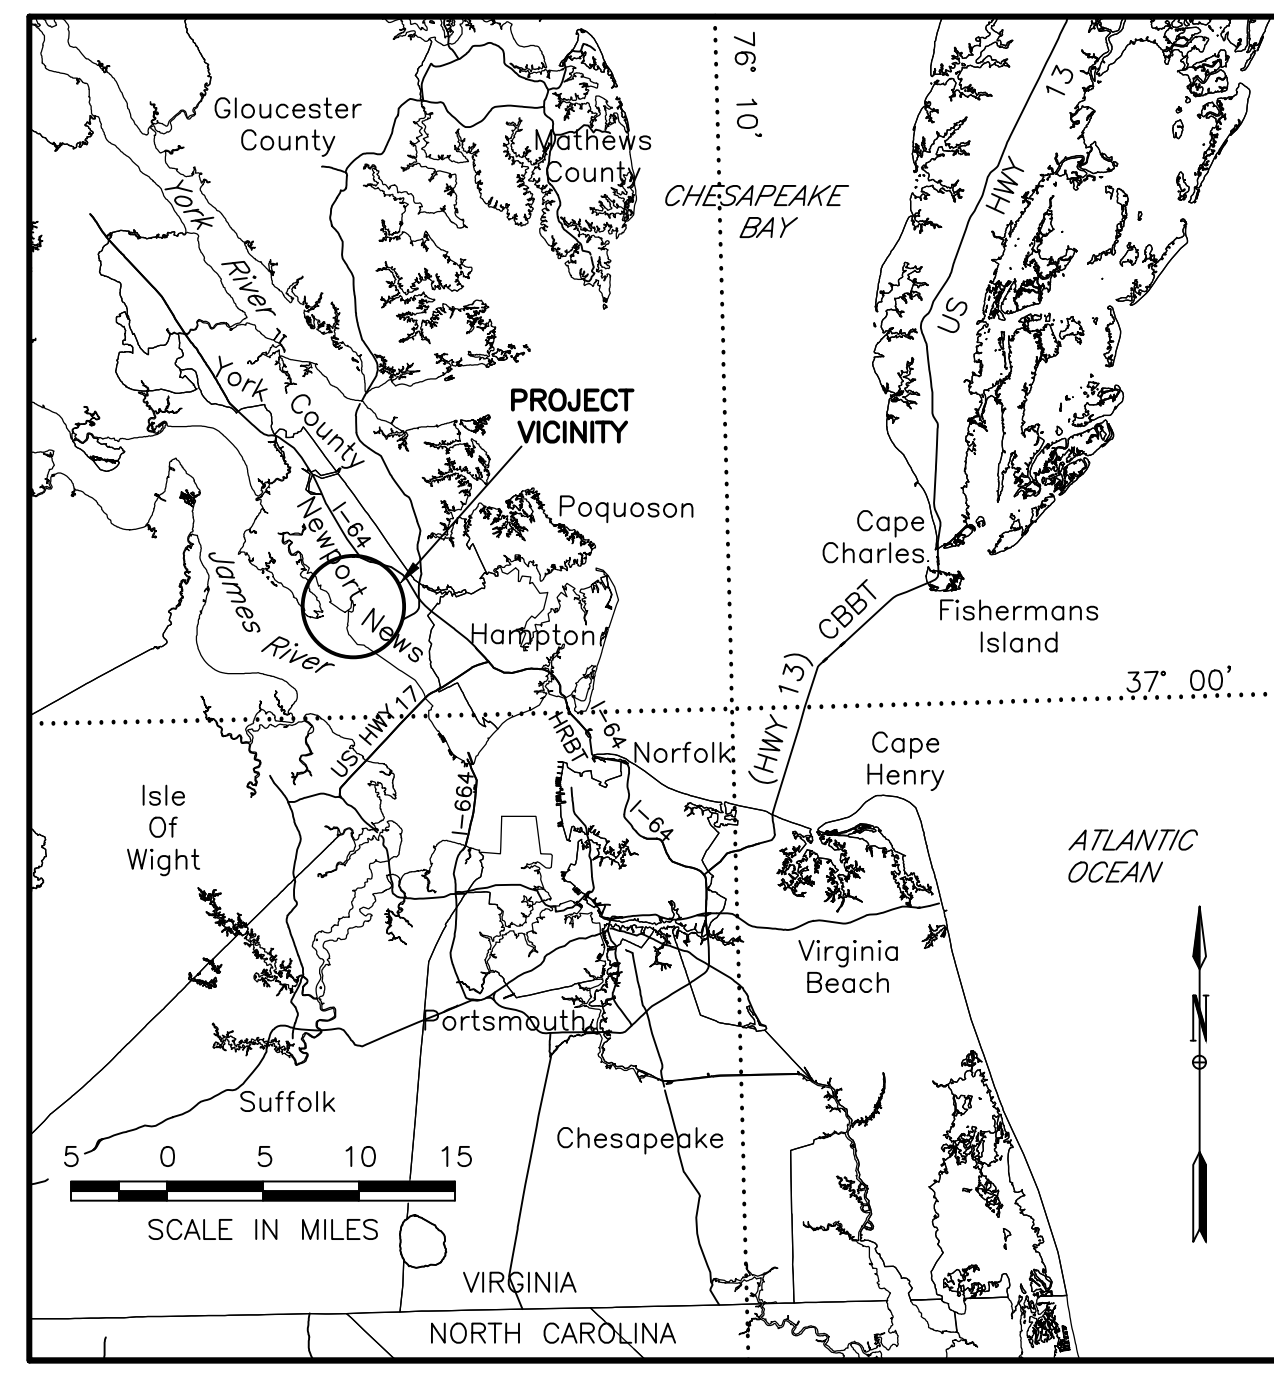 Gloucester
County
Mathews
County
76° 10'
CHESAPEAKE
BAY
US HWY 13
York River
York County
PROJECT
VICINITY
I-64
Newport News
Poquoson
James River
Cape
Charles
CBBT
Fishermans
Island
Hampton
37° 00'
US HWY 17
HRBT
I-64
Norfolk
(HWY 13)
Cape
Henry
I-664
I-64
Isle
Of
Wight
ATLANTIC
OCEAN
Virginia
Beach
N
Portsmouth
Suffolk
Chesapeake
5 0 5 10 15
SCALE IN MILES
VIRGINIA
NORTH CAROLINA